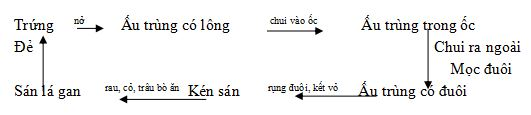 Trứng nở Ấu trùng có lông chui vào ốc Ấu trùng trong ốc
Đẻ Chui ra ngoài
Mọc đuôi
Sán lá gan rau, cỏ, trâu bò ăn Kén sán rụng đuôi, kết vỏ Ấu trùng có đuôi